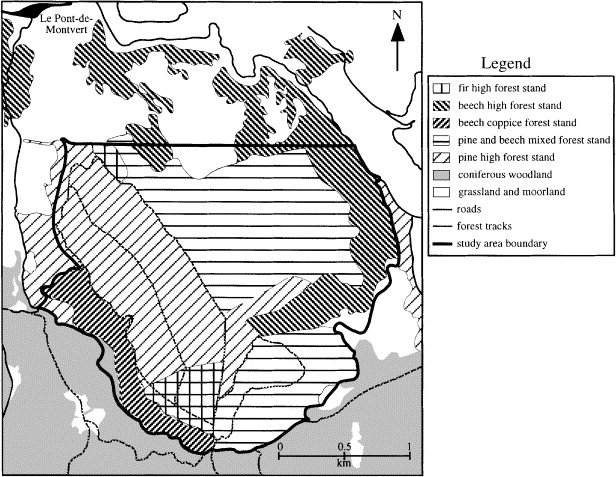 Le Pont-de-
Montvert
N
Legend
fir high forest stand
beech high forest stand
beech coppice forest stand
pine and beech mixed forest stand
pine high forest stand
coniferous woodland
grassland and moorland
roads
forest tracks
study area boundary
0 0.5 1
km